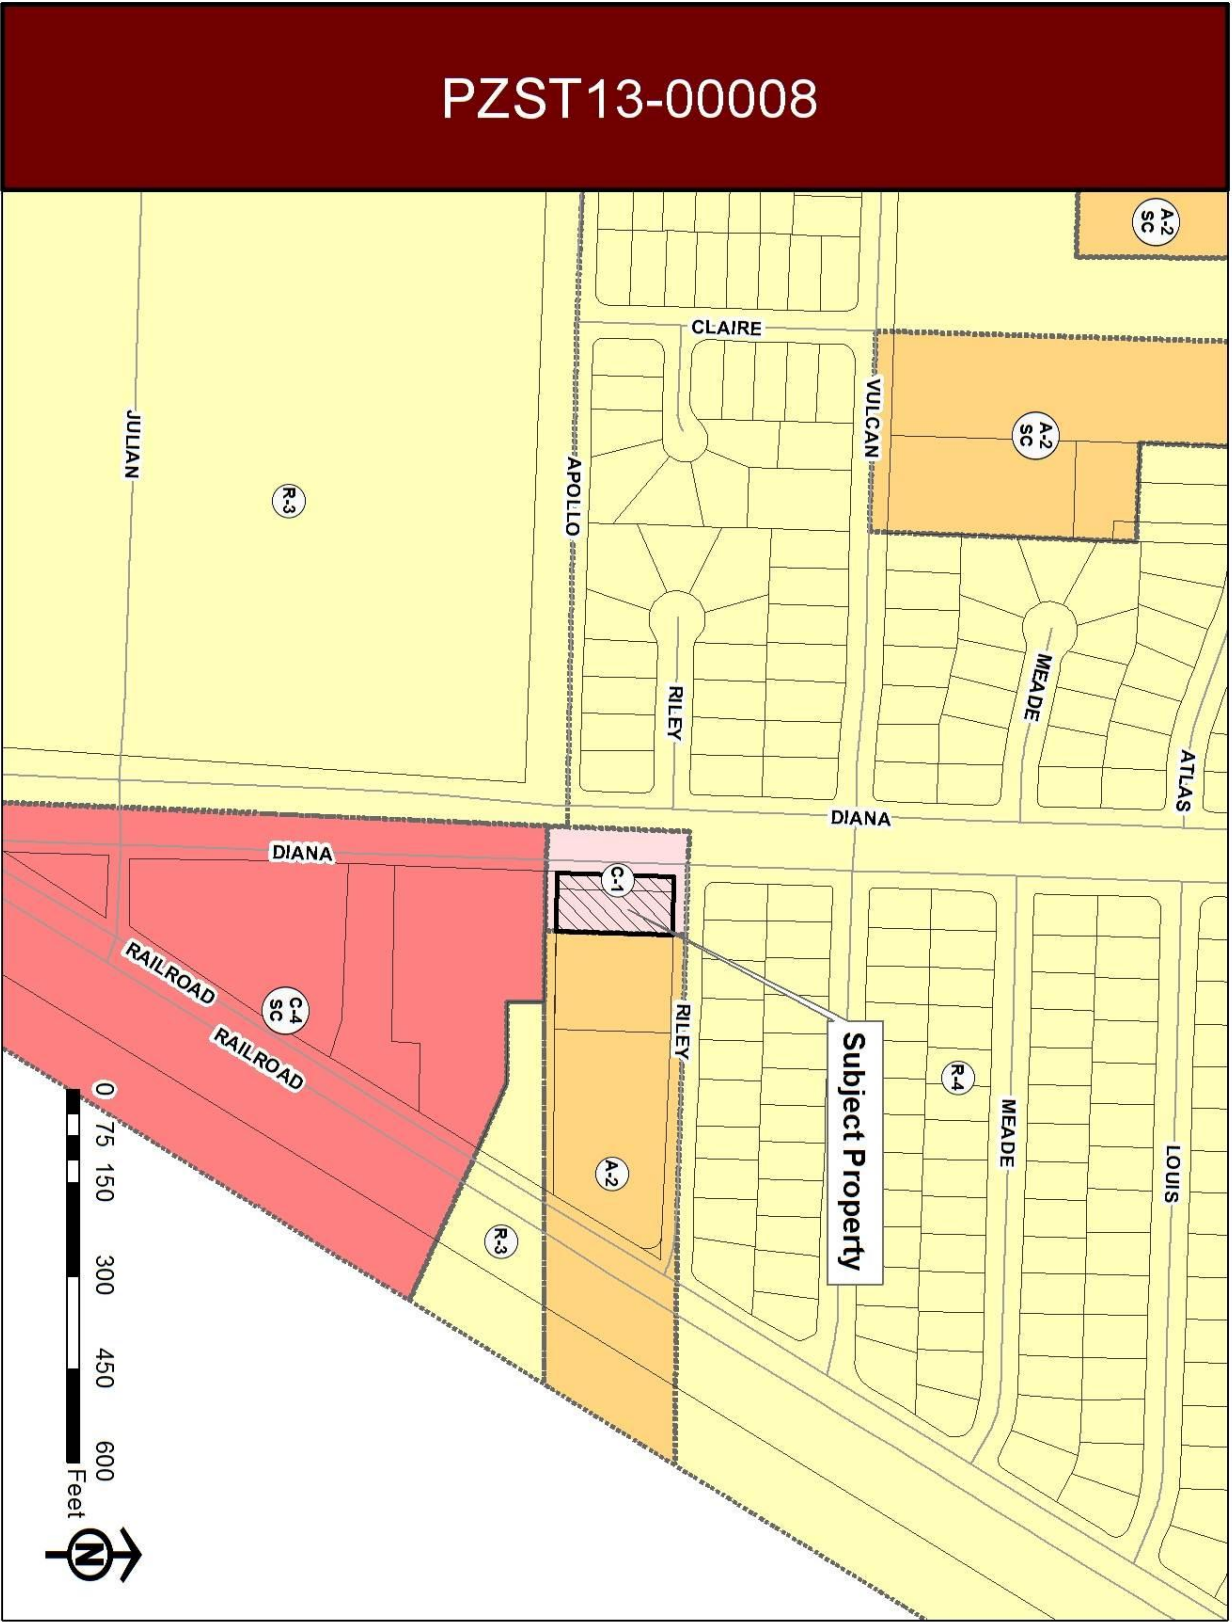 PZST13-00008
A-2
SC
CLAIRE
VULCAN
A-2
SC
JULIAN
R-3
APOLLO
RILEY
MEADE
ATLAS
DIANA
DIANA
C-1
RAILROAD
C-4
SC
RAILROAD
RILEY
Subject Property
R-4
MEADE
LOUIS
A-2
R-3
0 75 150 300 450 600
Feet
N